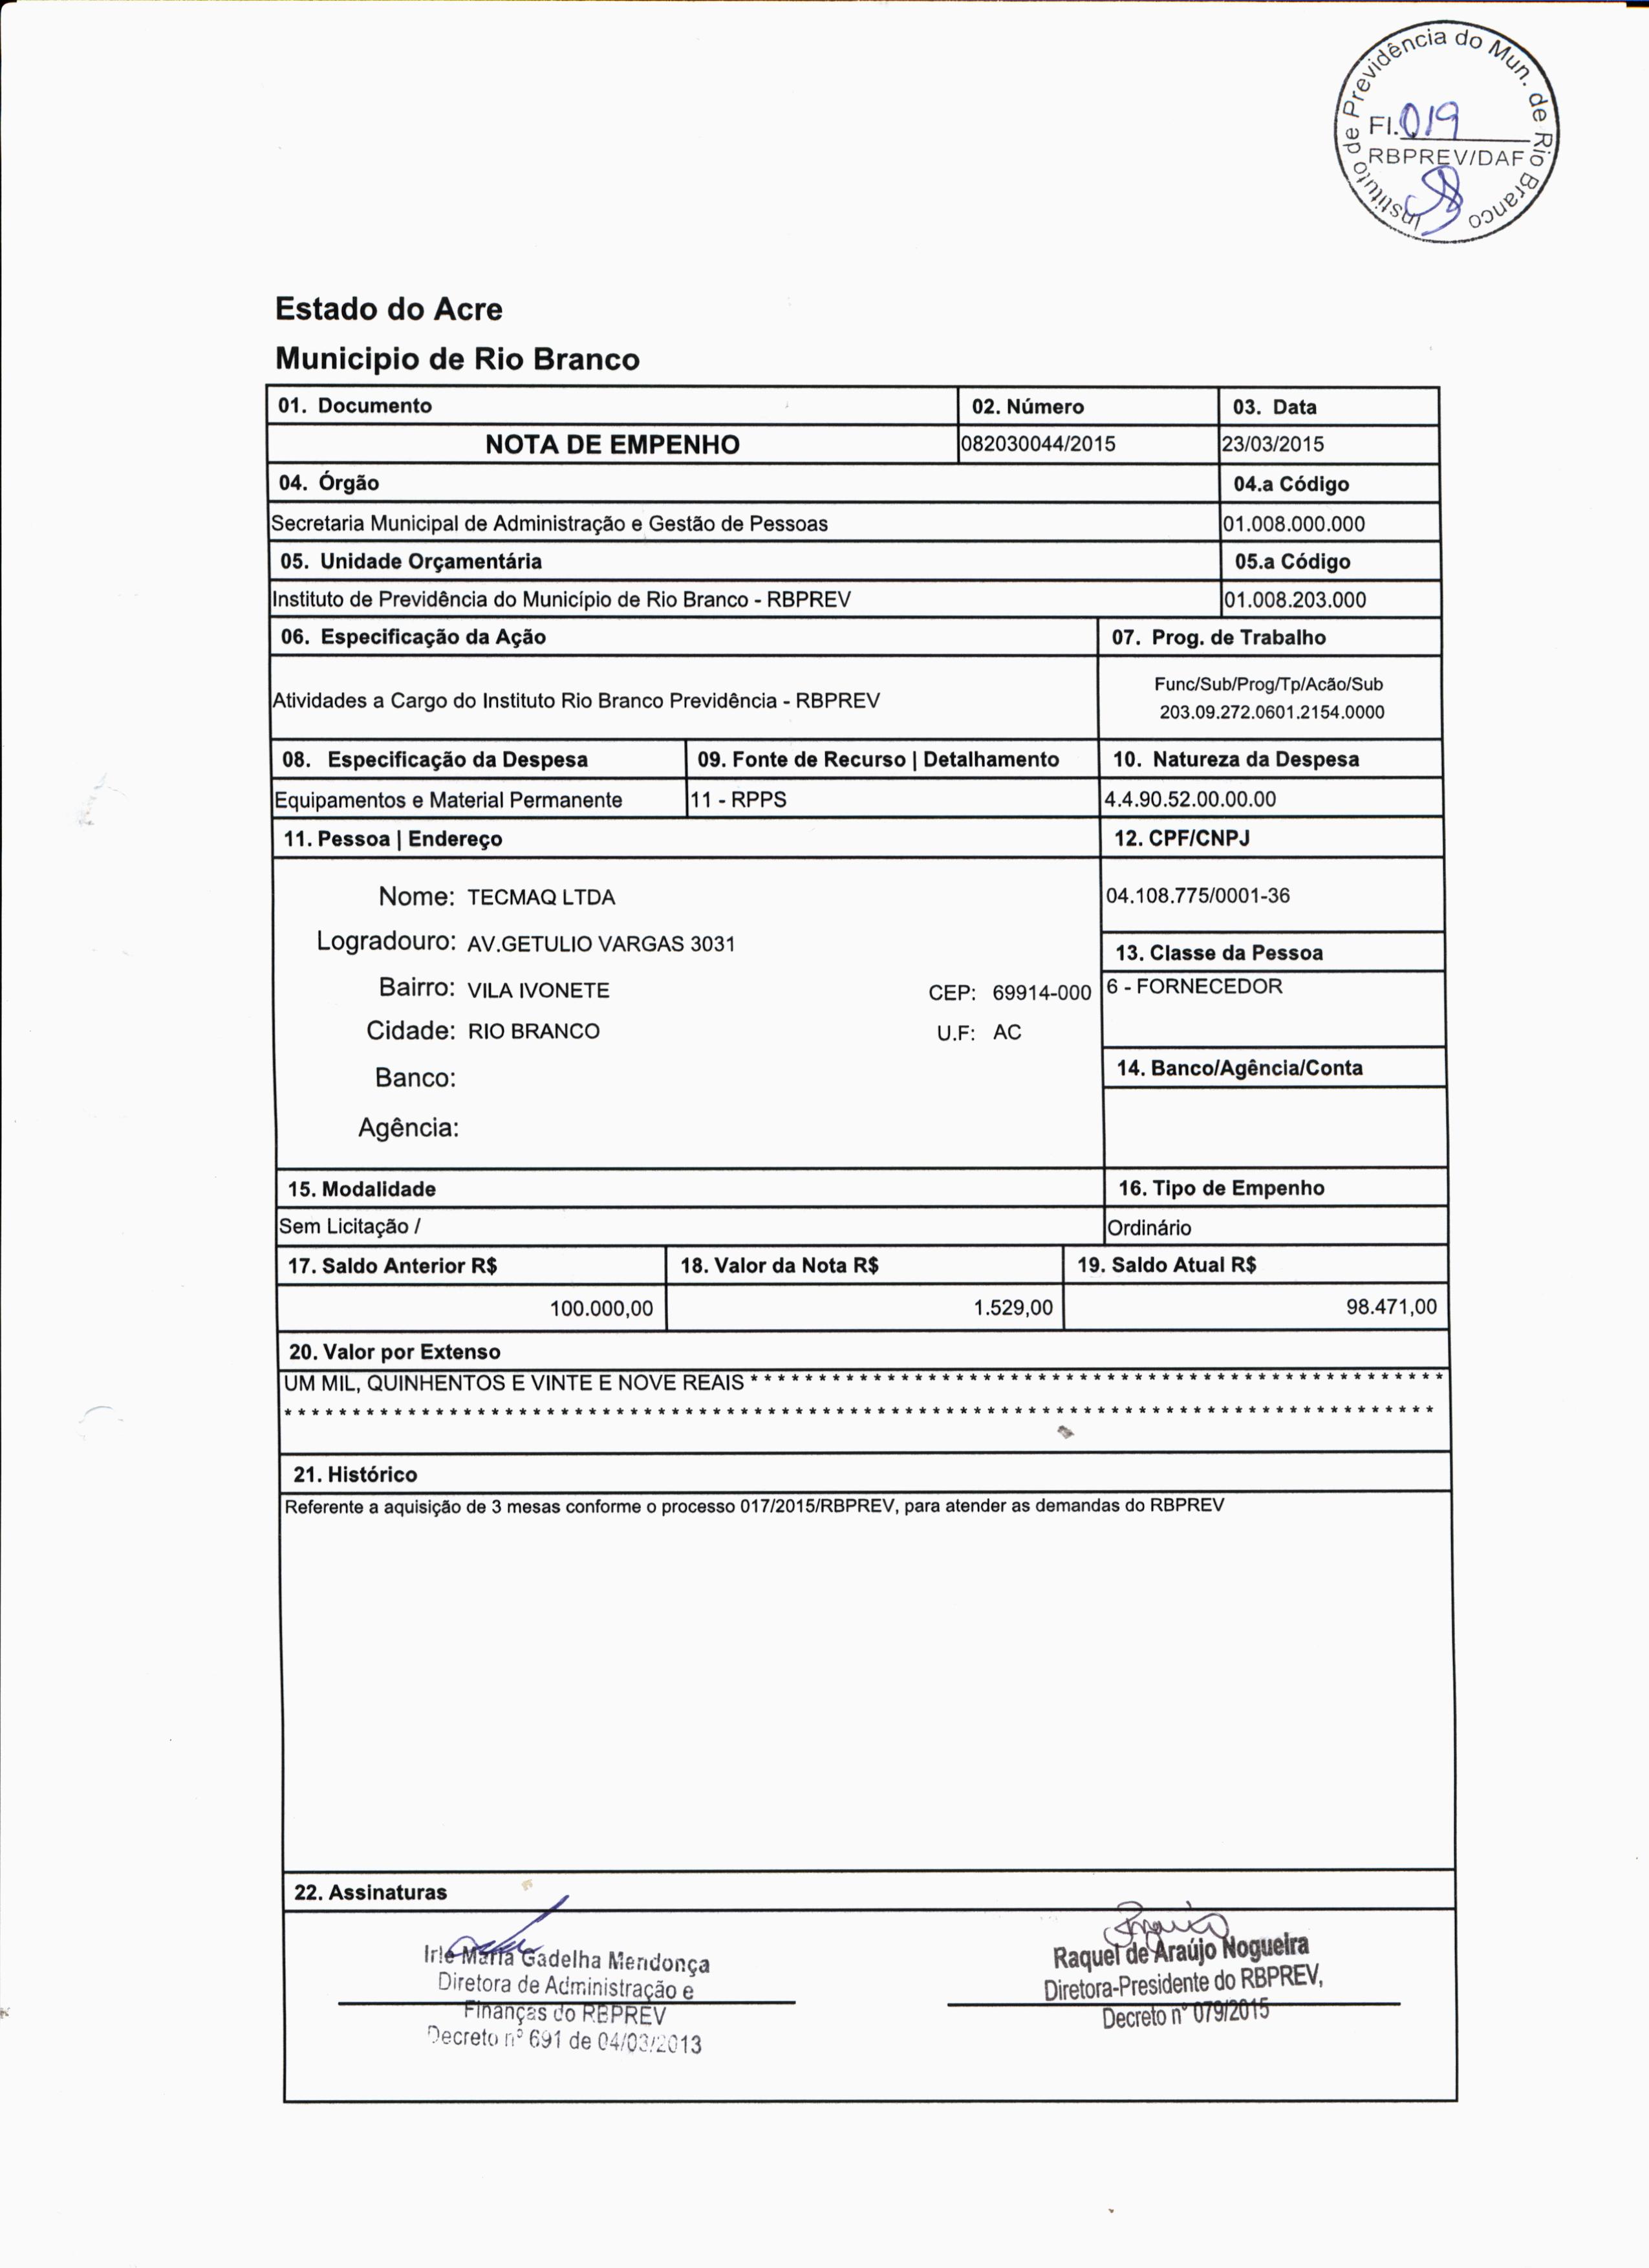 Instituto de Previdência do Mun. de Rio Branco
Fl. 019
RBPREV/DAF
Estado do Acre
Municipio de Rio Branco
01. Documento 02. Número 03. Data
NOTA DE EMPENHO 082030044/2015 23/03/2015
04. Órgão 04.a Código
Secretaria Municipal de Administração e Gestão de Pessoas 01.008.000.000
05. Unidade Orçamentária 05.a Código
Instituto de Previdência do Município de Rio Branco - RBPREV 01.008.203.000
06. Especificação da Ação 07. Prog. de Trabalho
Func/Sub/Prog/Tp/Acão/Sub
Atividades a Cargo do Instituto Rio Branco Previdência - RBPREV
203.09.272.0601.2154.0000
08. Especificação da Despesa 09. Fonte de Recurso | Detalhamento 10. Natureza da Despesa
Equipamentos e Material Permanente 11 - RPPS 4.4.90.52.00.00.00
11. Pessoa | Endereço 12. CPF/CNPJ
Nome: TECMAQ LTDA 04.108.775/0001-36
Logradouro: AV.GETULIO VARGAS 3031
13. Classe da Pessoa
Bairro: VILA IVONETE CEP: 69914-000 6 - FORNECEDOR
Cidade: RIO BRANCO U.F: AC
Banco: 14. Banco/Agência/Conta
Agência:
15. Modalidade 16. Tipo de Empenho
Sem Licitação / Ordinário
17. Saldo Anterior R$ 18. Valor da Nota R$ 19. Saldo Atual R$
100.000,00 1.529,00 98.471,00
20. Valor por Extenso
UM MIL, QUINHENTOS E VINTE E NOVE REAIS * * * * * * * * * * * * * * * * * * * * * * * * * * * * * * * * * * * * * * * * * * * * * * * * * * *
* * * * * * * * * * * * * * * * * * * * * * * * * * * * * * * * * * * * * * * * * * * * * * * * * * * * * * * * * * * * * * * * * * * * * * * * * * * * * * * * * * * *
21. Histórico
Referente a aquisição de 3 mesas conforme o processo 017/2015/RBPREV, para atender as demandas do RBPREV
22. Assinaturas
Irle Maria Gadelha Mendonça
Diretora de Administração e
Finanças do RBPREV
Decreto nº 691 de 04/03/2013
Raquel de Araújo Nogueira
Diretora-Presidente do RBPREV,
Decreto nº 079/2015